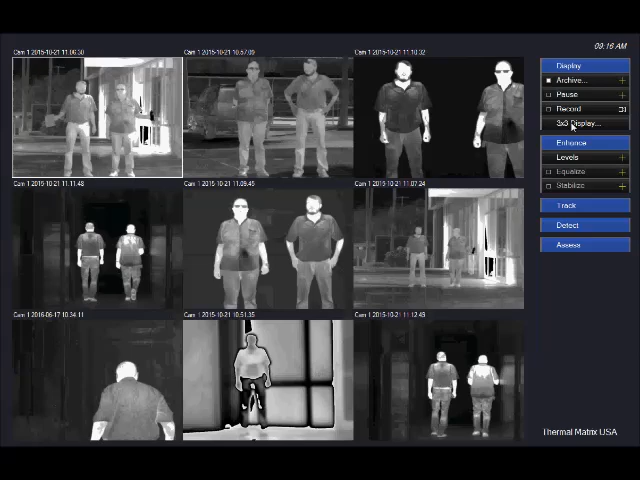 09:16 AM
Cam 1 2015-10-21 11.06.30
Cam 1 2015-10-21 10.57.09
Cam 1 2015-10-21 11.10.32
Cam 1 2015-10-21 11.11.48
Cam 1 2015-10-21 11.09.45
Cam 1 2015-10-21 11.07.24
Cam 1 2016-06-17 10.34.11
Cam 1 2015-10-21 10.51.35
Cam 1 2015-10-21 11.12.49
Display
Archive...
Pause
Record
3x3 Display...
Enhance
Levels
Equalize
Stabilize
Track
Detect
Assess
Thermal Matrix USA